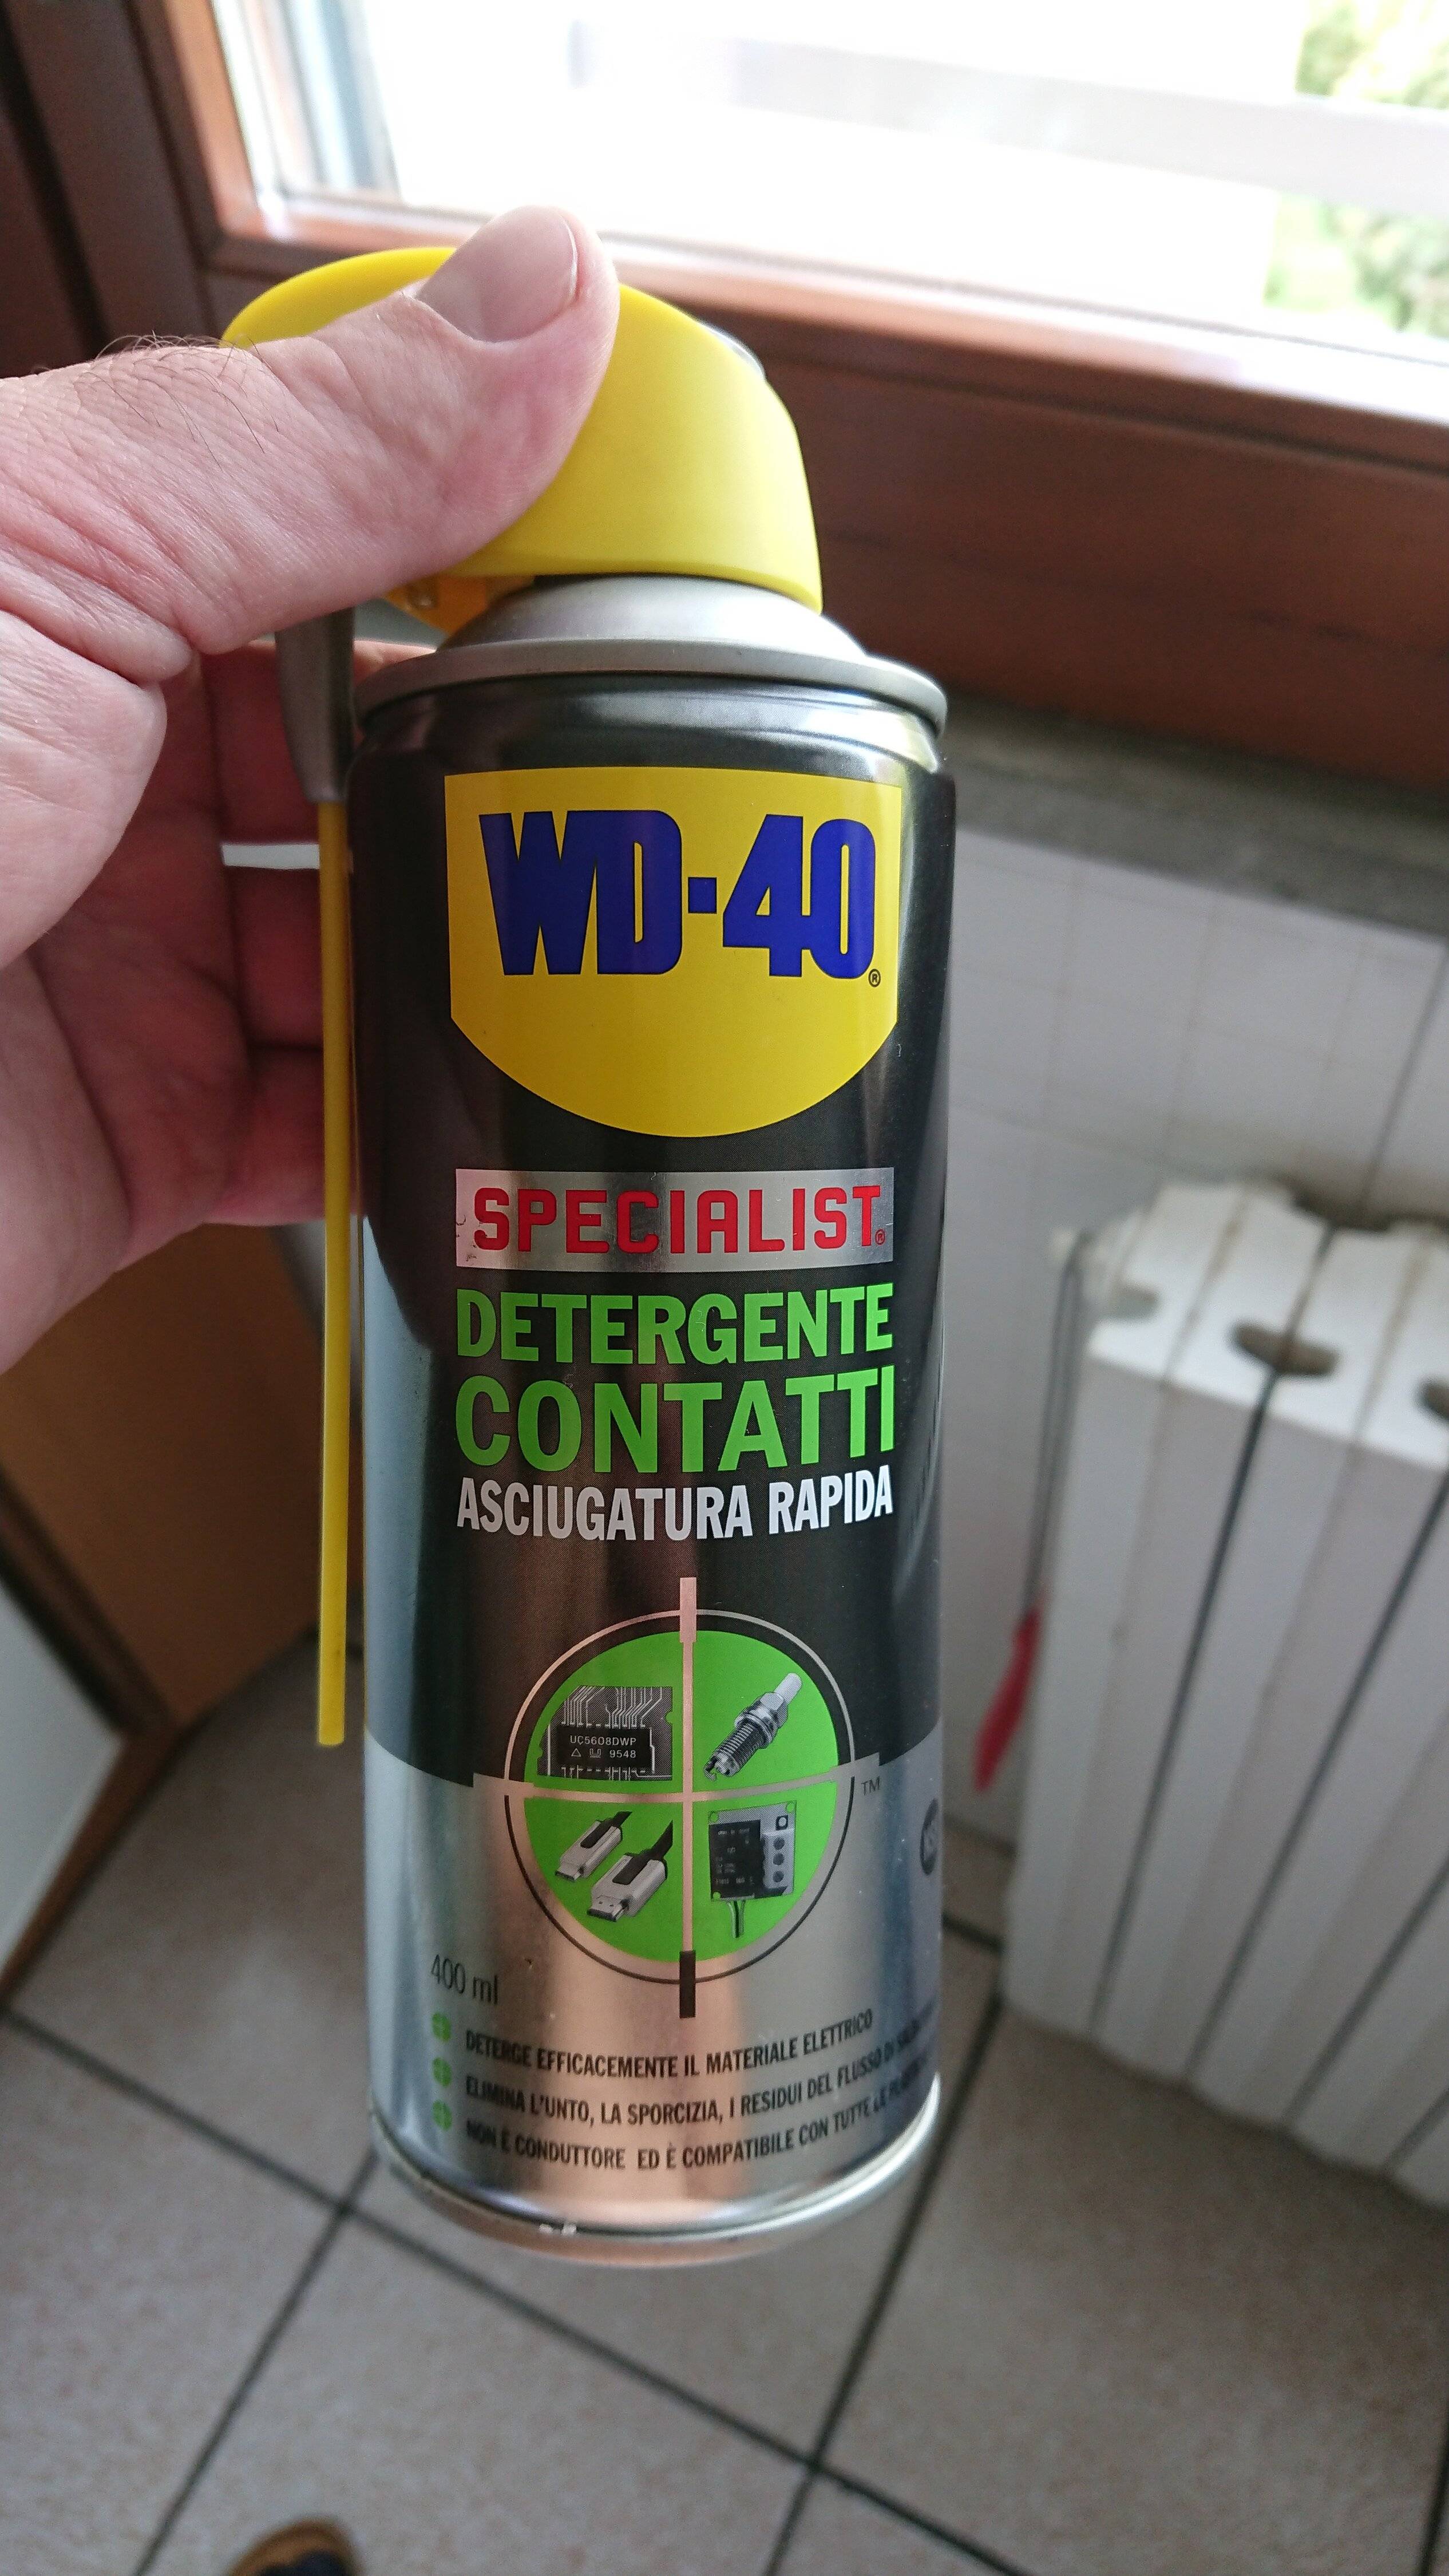 WD-40®
SPECIALIST®
DETERGENTE
CONTATTI
ASCIUGATURA RAPIDA
UC5608DWP
9548
TM
400 ml
DETERGE EFFICACEMENTE IL MATERIALE ELETTRICO
ELIMINA L'UNTO, LA SPORCIZIA, I RESIDUI DEL FLUSSO DI
NON È CONDUTTORE ED È COMPATIBILE CON TUTTE LE